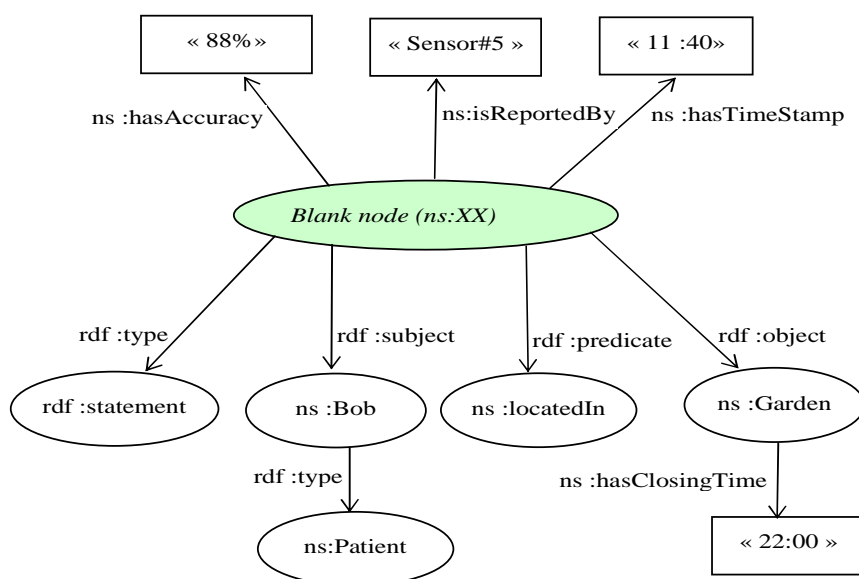 « 88%»
« Sensor#5 »
« 11 :40»
ns :hasAccuracy
ns:isReportedBy
ns :hasTimeStamp
Blank node (ns:XX)
rdf :type
rdf :subject
rdf :predicate
rdf :object
rdf :statement
ns :Bob
ns :locatedIn
ns :Garden
rdf :type
ns :hasClosingTime
ns:Patient
« 22:00 »